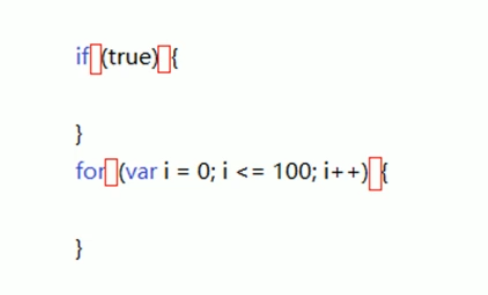 if (true) {
}
for (var i = 0; i <= 100; i++) {
}